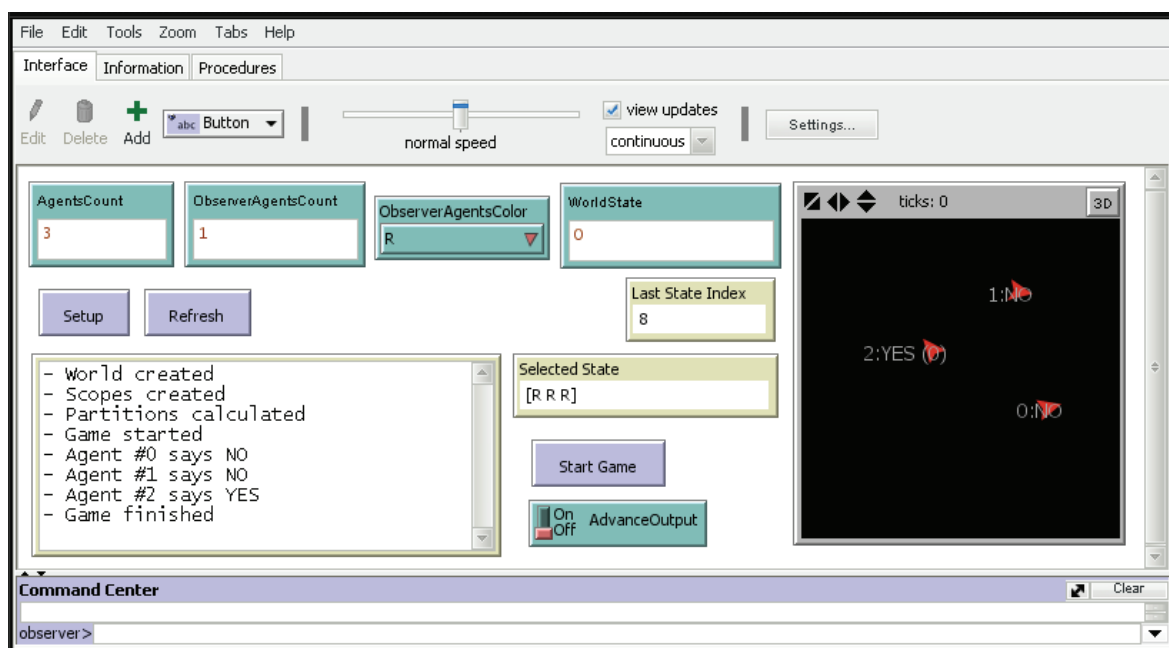 File Edit Tools Zoom Tabs Help
Interface Information Procedures
Edit Delete Add abc Button normal speed view updates continuous Settings...
AgentsCount
3
ObserverAgentsCount
1
ObserverAgentsColor
R
WorldState
0
ticks: 0
3D
Setup
Refresh
Last State Index
8
1:NO
2:YES (0)
0:NO
- World created
- Scopes created
- Partitions calculated
- Game started
- Agent #0 says NO
- Agent #1 says NO
- Agent #2 says YES
- Game finished
Selected State
[R R R]
Start Game
On
Off
AdvanceOutput
Command Center
Clear
observer>